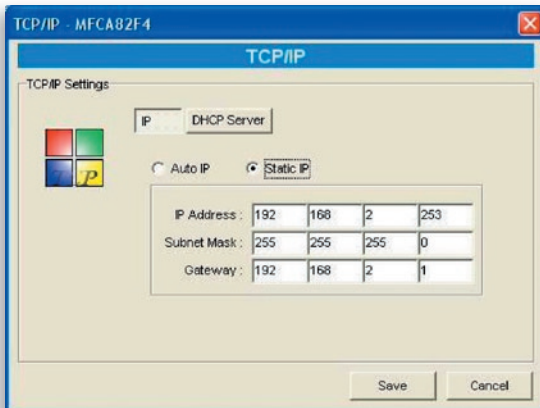 TCP/IP - MFCA82F4
TCP/IP
TCP/IP Settings
IP DHCP Server
TP
Auto IP Static IP
IP Address : 192 168 2 253
Subnet Mask : 255 255 255 0
Gateway : 192 168 2 1
Save Cancel